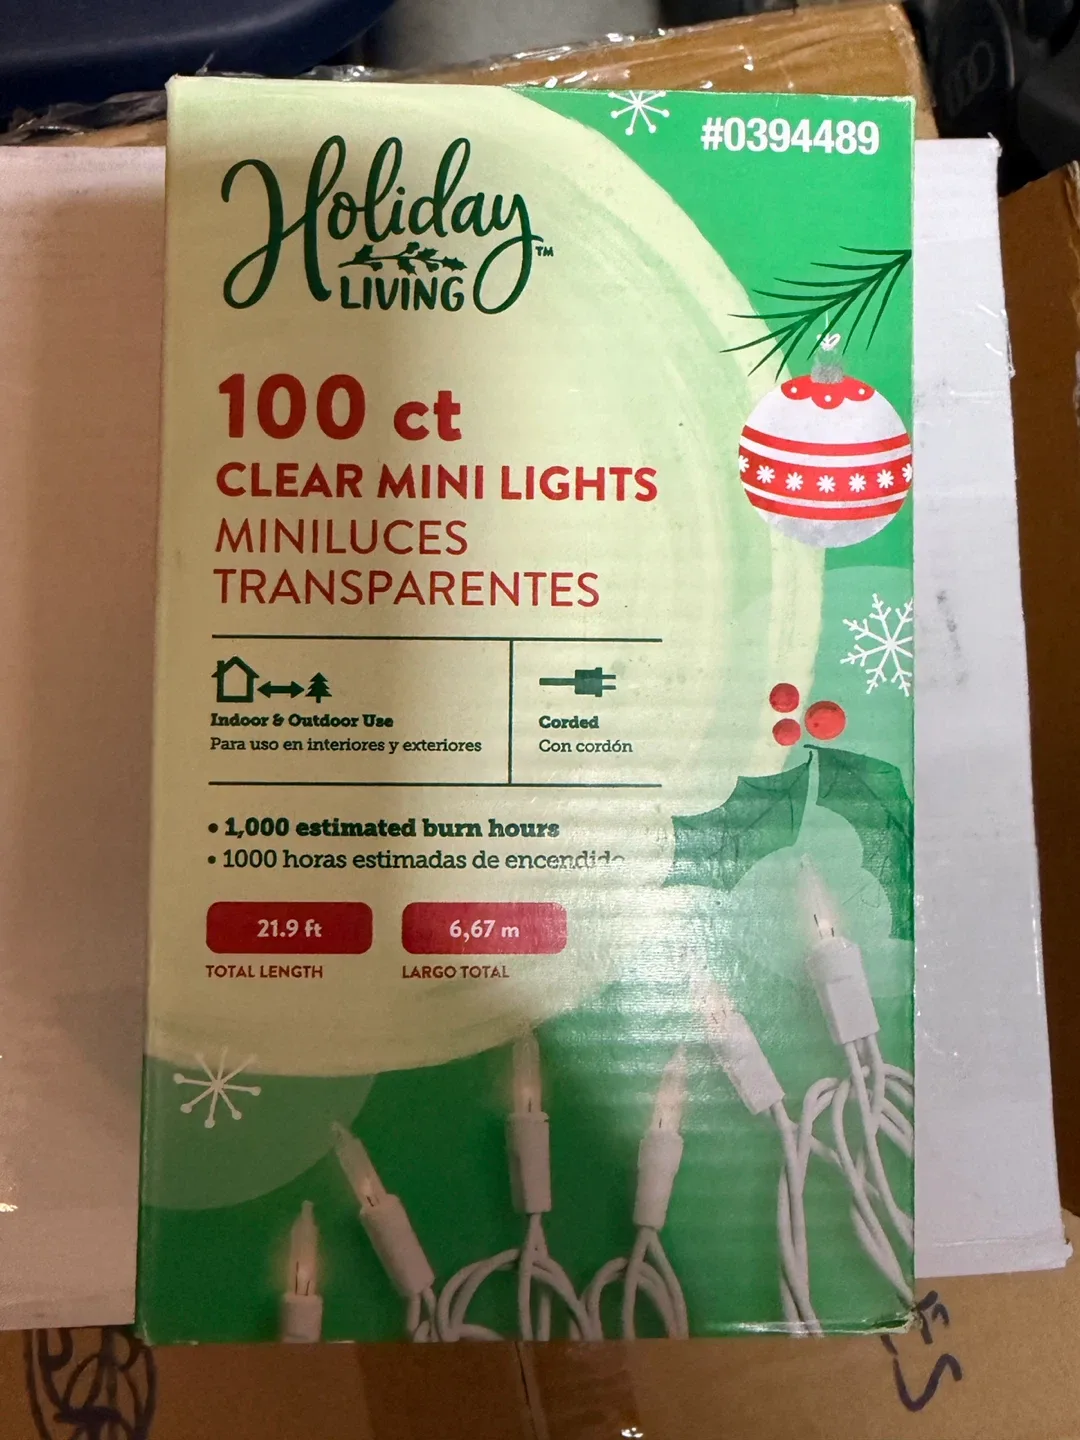 #0394489
Holiday
LIVING™
100 ct
CLEAR MINI LIGHTS
MINILUCES
TRANSPARENTES
Indoor & Outdoor Use
Para uso en interiores y exteriores
Corded
Con cordón
• 1,000 estimated burn hours
• 1000 horas estimadas de encendido
21.9 ft
TOTAL LENGTH
6,67 m
LARGO TOTAL